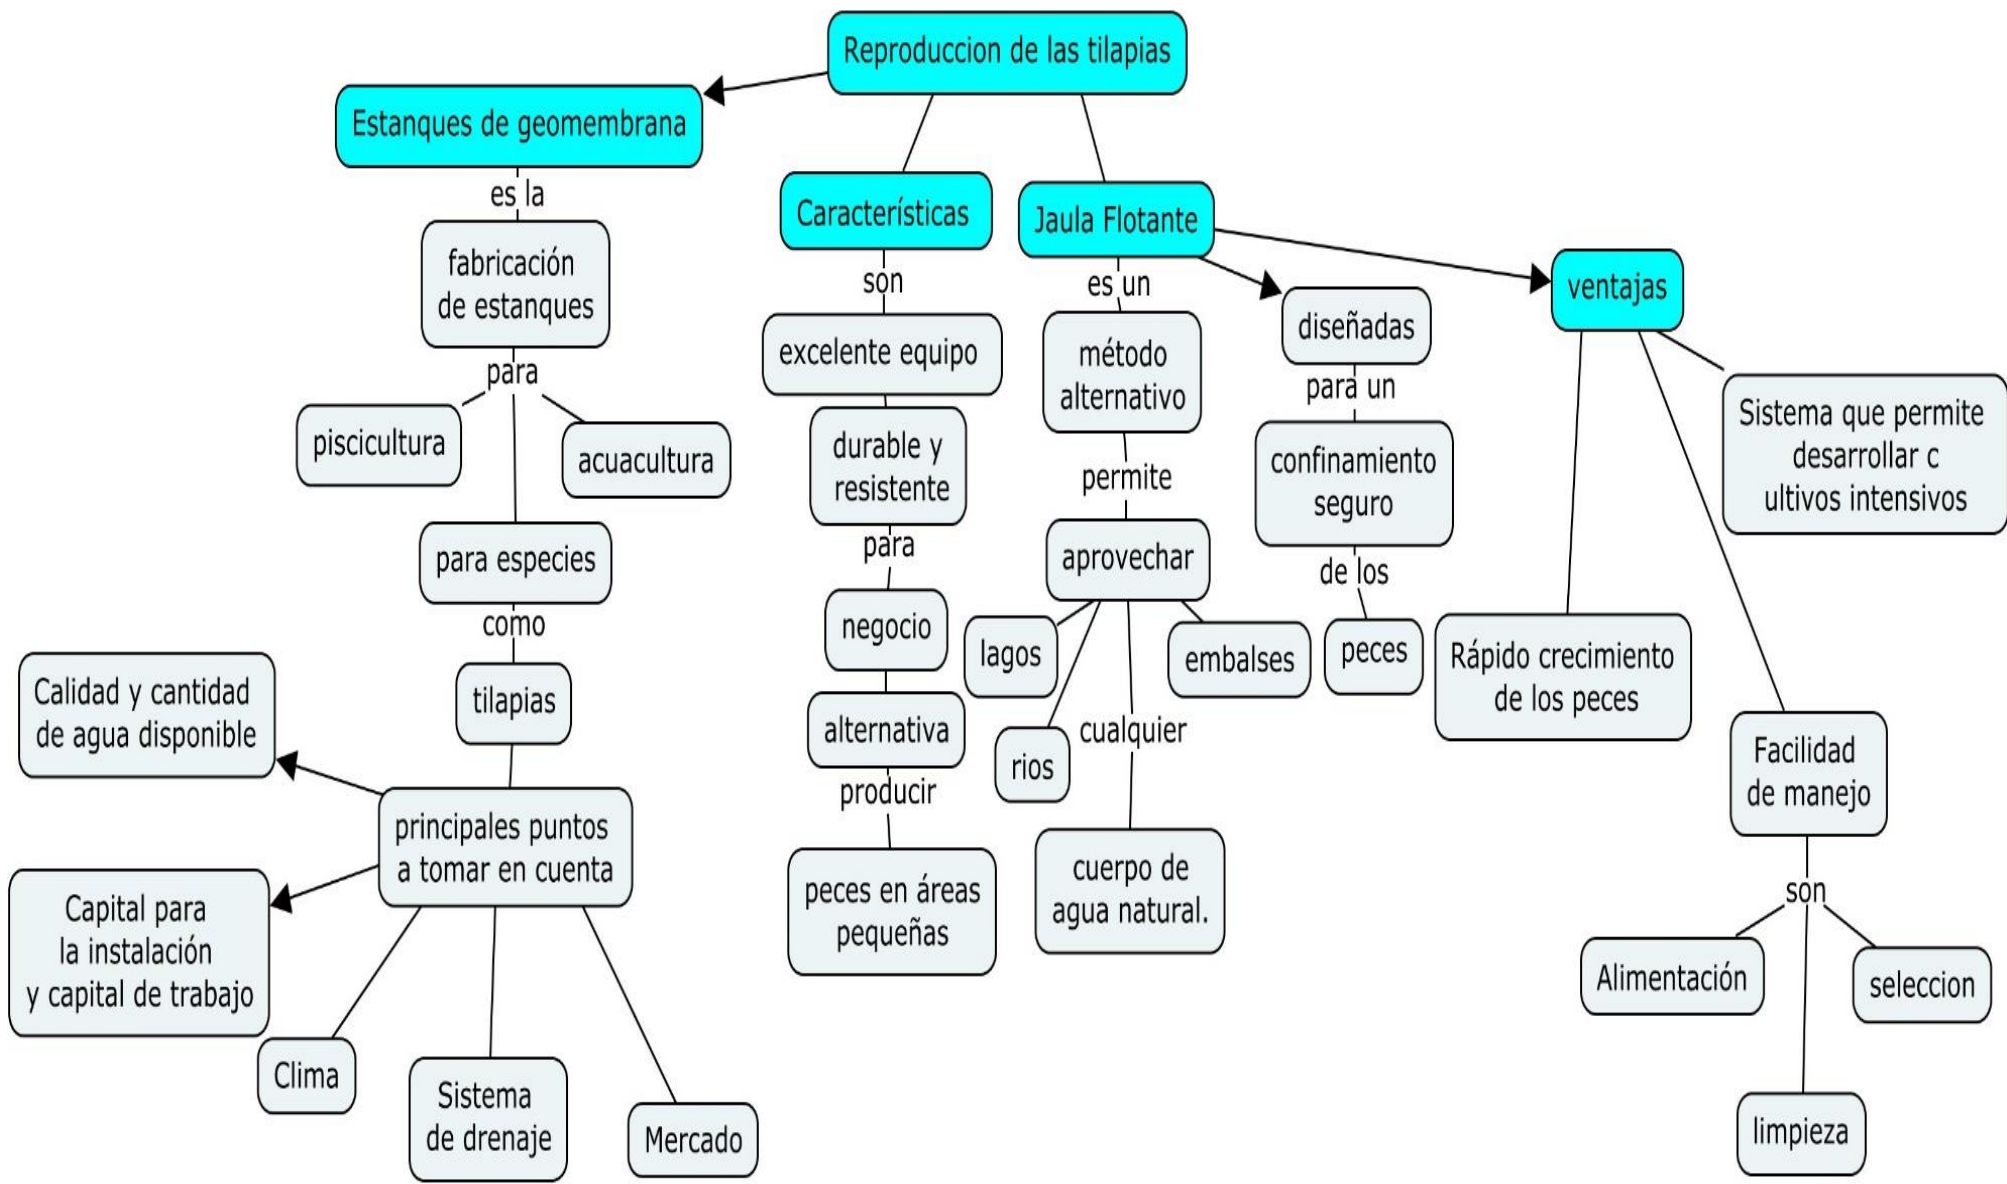 Reproduccion de las tilapias
Estanques de geomembrana
es la
fabricación
de estanques
para
piscicultura
acuacultura
para especies
como
tilapias
principales puntos
a tomar en cuenta
Calidad y cantidad
de agua disponible
Capital para
la instalación
y capital de trabajo
Clima
Sistema
de drenaje
Mercado
Características
son
excelente equipo
durable y
resistente
para
negocio
alternativa
producir
peces en áreas
pequeñas
Jaula Flotante
es un
método
alternativo
permite
aprovechar
lagos
rios
cualquier
cuerpo de
agua natural.
embalses
diseñadas
para un
confinamiento
seguro
de los
peces
ventajas
Rápido crecimiento
de los peces
Facilidad
de manejo
son
Alimentación
limpieza
seleccion
Sistema que permite
desarrollar c
ultivos intensivos